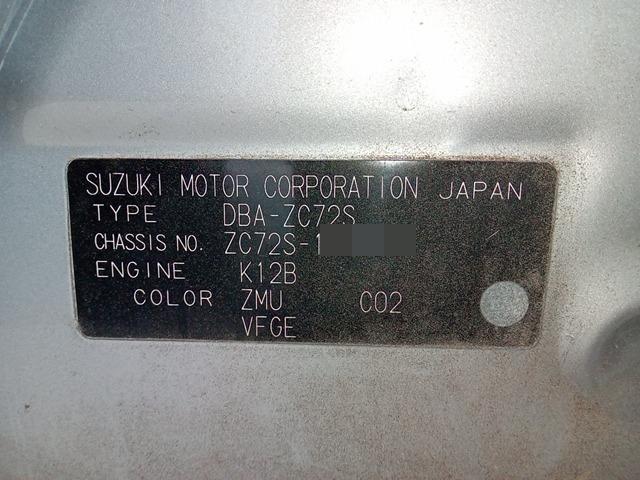 SUZUKI MOTOR CORPORATION JAPAN
TYPE DBA-ZC72S
CHASSIS NO. ZC72S-1
ENGINE K12B
COLOR ZMU C02
VFGE